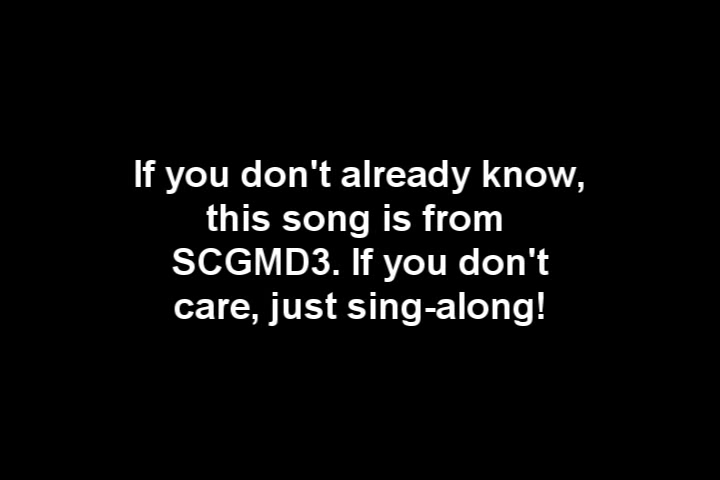 If you don't already know,
this song is from
SCGMD3. If you don't
care, just sing-along!